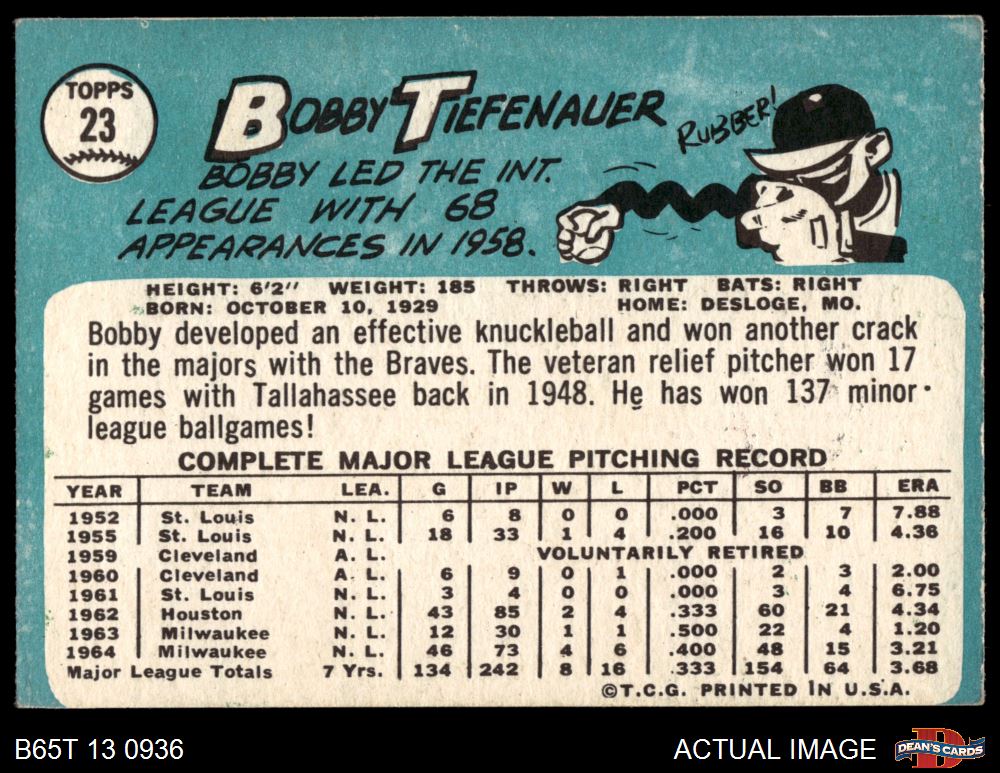 TOPPS
23
BOBBY TIEFENAUER
RUBBER!
BOBBY LED THE INT.
LEAGUE WITH 68
APPEARANCES IN 1958.
HEIGHT: 6'2" WEIGHT: 185 THROWS: RIGHT BATS: RIGHT
BORN: OCTOBER 10, 1929 HOME: DESLOGE, MO.
Bobby developed an effective knuckleball and won another crack
in the majors with the Braves. The veteran relief pitcher won 17
games with Tallahassee back in 1948. He has won 137 minor-
league ballgames!
COMPLETE MAJOR LEAGUE PITCHING RECORD
YEAR TEAM LEA. G IP W L PCT SO BB ERA
1952 St. Louis N. L. 6 8 0 0 .000 3 7 7.88
1955 St. Louis N. L. 18 33 1 4 .200 16 10 4.36
1959 Cleveland A. L. VOLUNTARILY RETIRED
1960 Cleveland A. L. 6 9 0 1 .000 2 3 2.00
1961 St. Louis N. L. 3 4 0 0 .000 3 4 6.75
1962 Houston N. L. 43 85 2 4 .333 60 21 4.34
1963 Milwaukee N. L. 12 30 1 1 .500 22 4 1.20
1964 Milwaukee N. L. 46 73 4 6 .400 48 15 3.21
Major League Totals 7 Yrs. 134 242 8 16 .333 154 64 3.68
©T.C.G. PRINTED IN U.S.A.
B65T 13 0936 ACTUAL IMAGE
D
DEAN'S CARDS